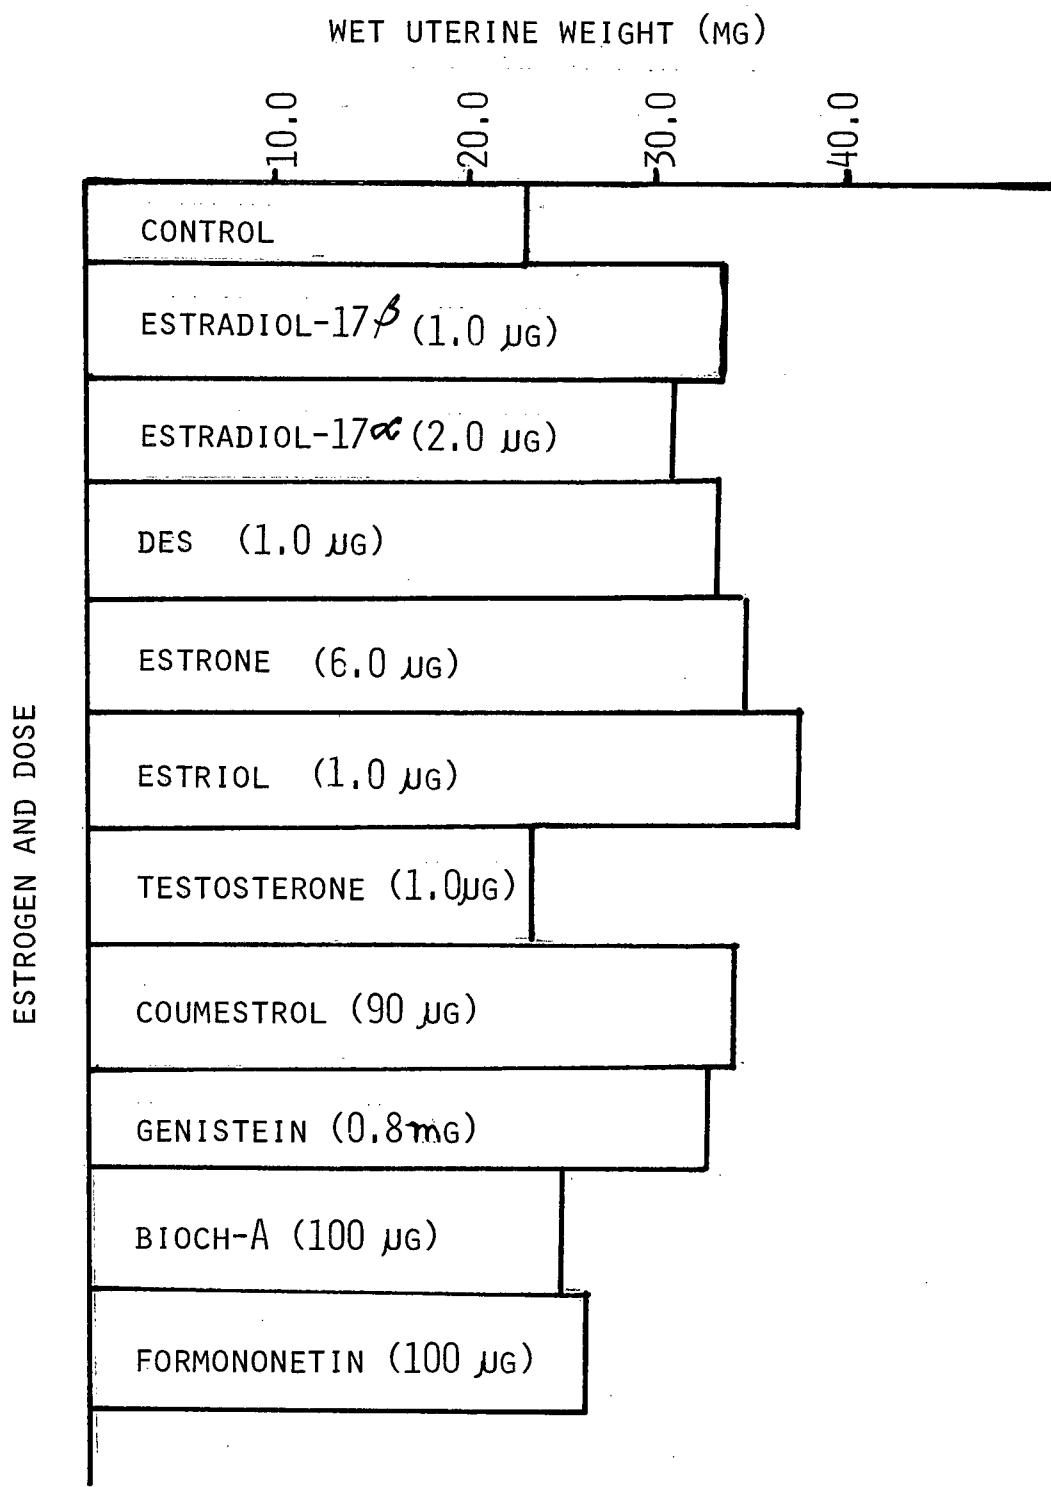 WET UTERINE WEIGHT (MG)
10.0
20.0
30.0
40.0
CONTROL
ESTRADIOL-17β (1.0 µG)
ESTRADIOL-17α (2.0 µG)
DES (1.0 µG)
ESTRONE (6.0 µG)
ESTRIOL (1.0 µG)
TESTOSTERONE (1.0µG)
COUMESTROL (90 µG)
GENISTEIN (0.8mG)
BIOCH-A (100 µG)
FORMONONETIN (100 µG)
ESTROGEN AND DOSE